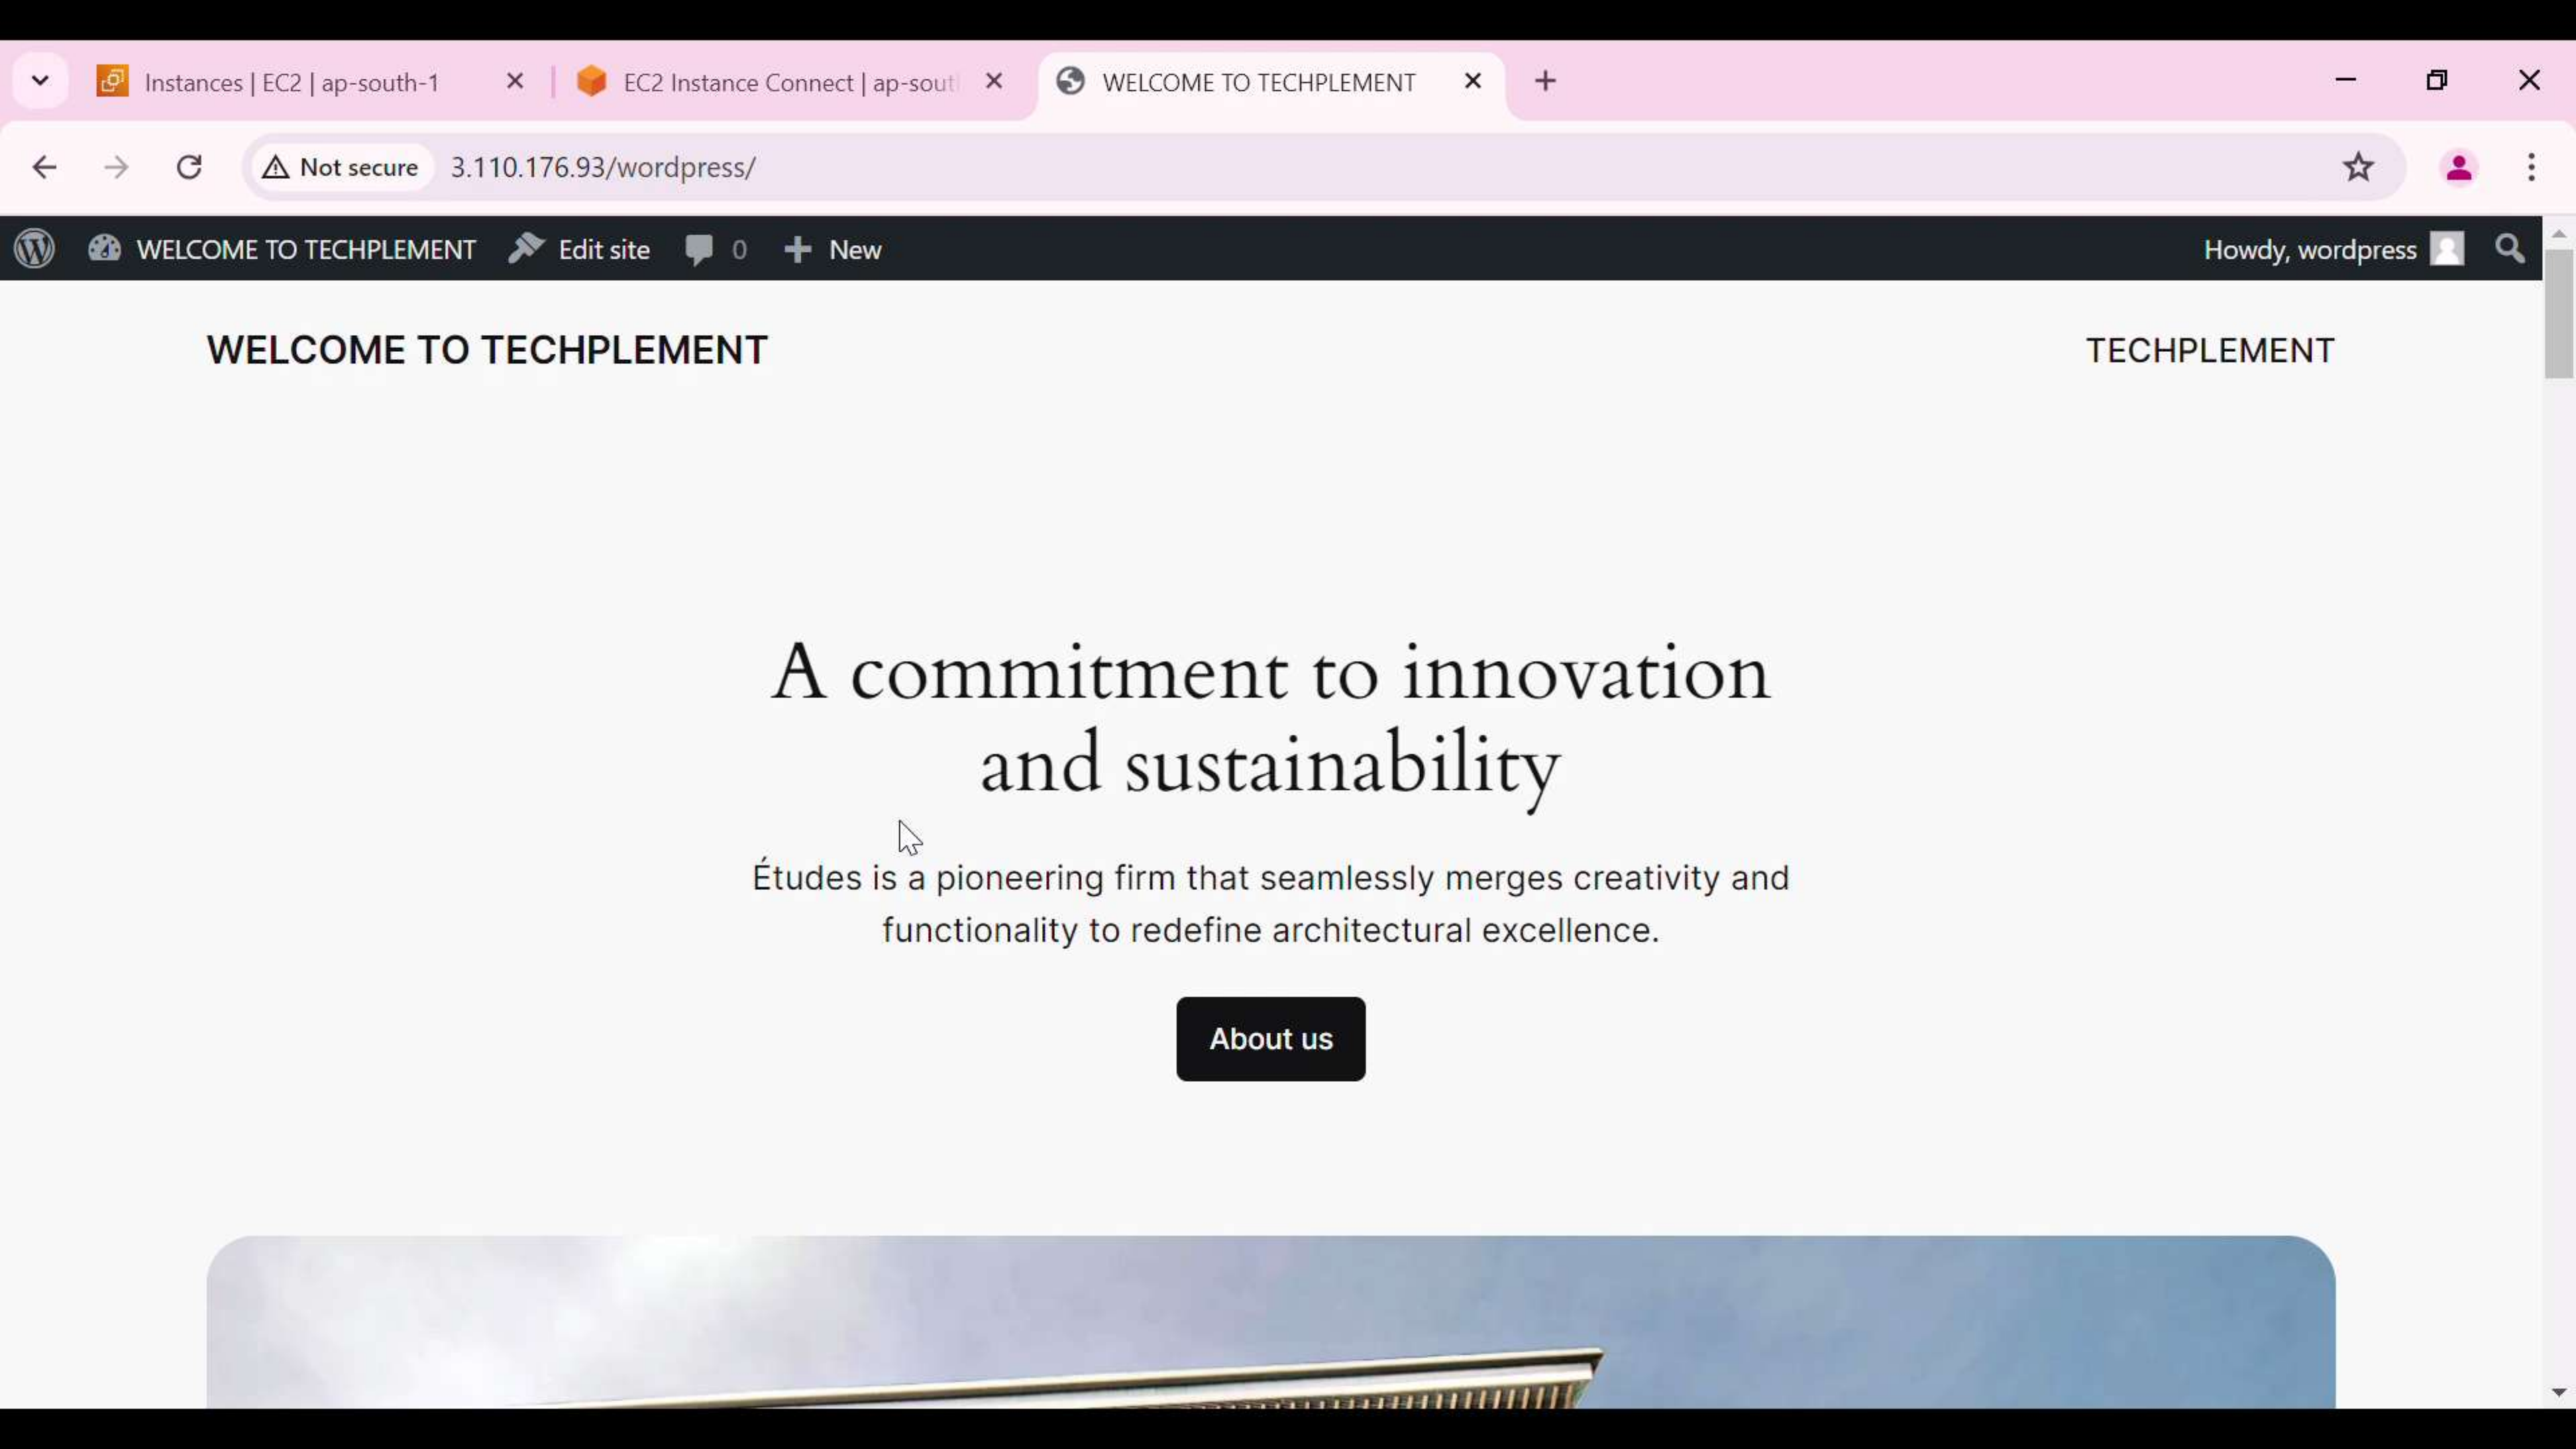 Instances | EC2 | ap-south-1
EC2 Instance Connect | ap-sout
WELCOME TO TECHPLEMENT
Not secure
3.110.176.93/wordpress/
WELCOME TO TECHPLEMENT
Edit site
0
New
Howdy, wordpress
WELCOME TO TECHPLEMENT
TECHPLEMENT
A commitment to innovation
and sustainability
Études is a pioneering firm that seamlessly merges creativity and
functionality to redefine architectural excellence.
About us